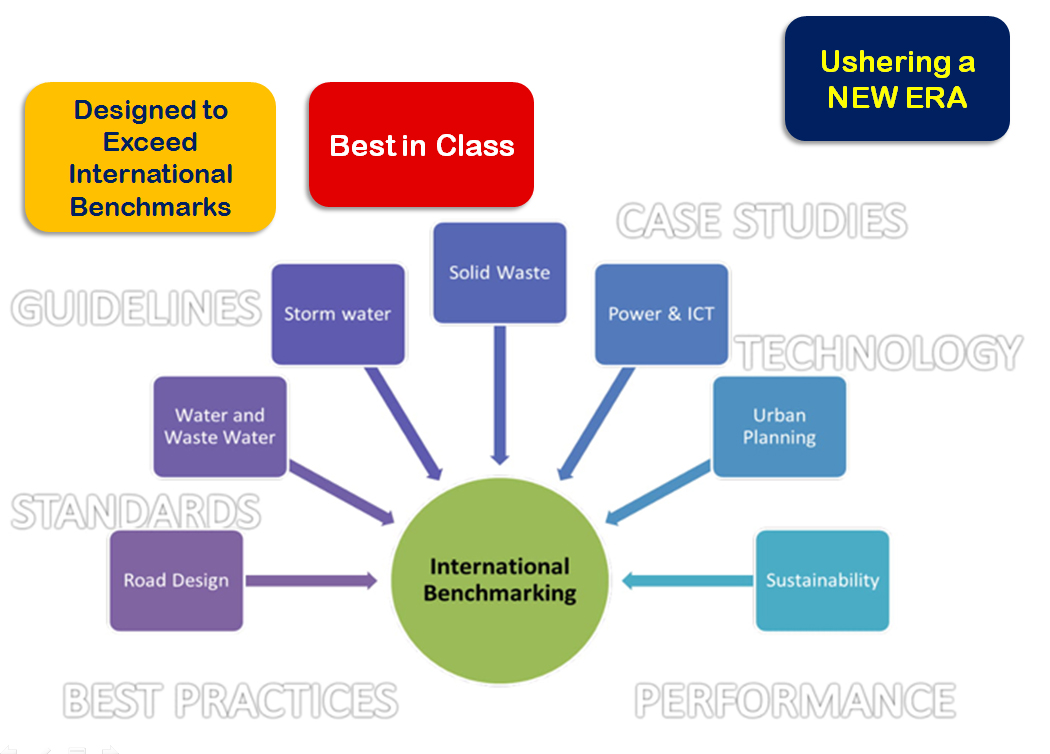 Ushering a
NEW ERA
Designed to
Exceed
International
Benchmarks
Best in Class
CASE STUDIES
Solid Waste
GUIDELINES
Storm water
Power & ICT
TECHNOLOGY
Water and
Waste Water
Urban
Planning
STANDARDS
Road Design
International
Benchmarking
Sustainability
BEST PRACTICES
PERFORMANCE